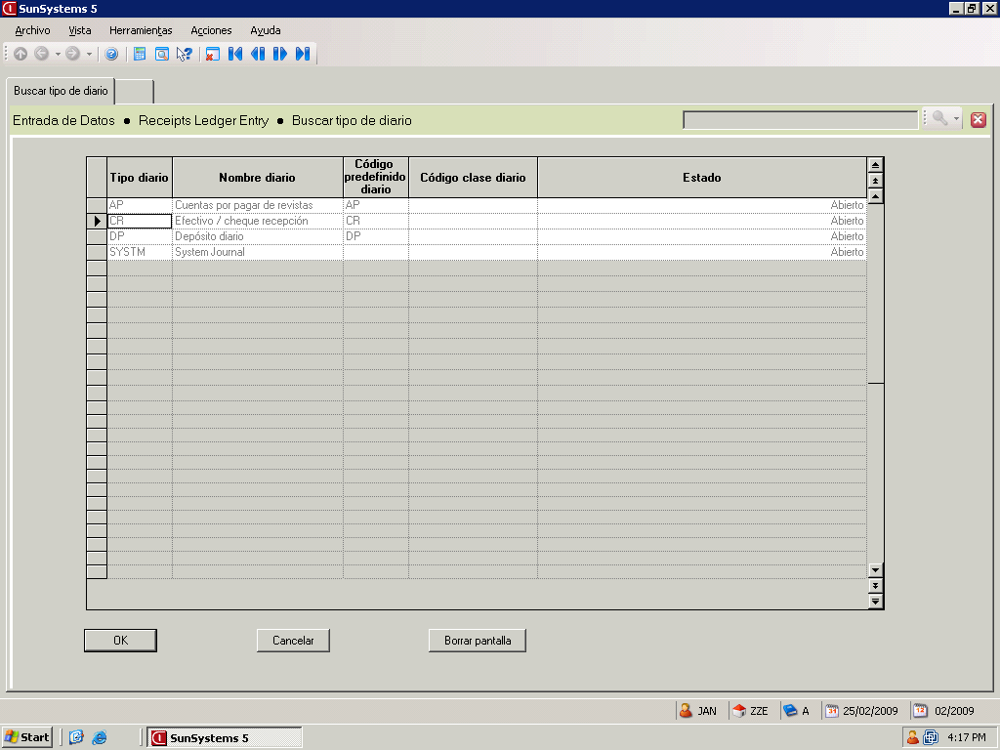 SunSystems 5
Archivo Vista Herramientas Acciones Ayuda
Buscar tipo de diario
Entrada de Datos ● Receipts Ledger Entry ● Buscar tipo de diario
Tipo diario Nombre diario Código predefinido diario Código clase diario Estado
AP Cuentas por pagar de revistas AP Abierto
CR Efectivo / cheque recepción CR Abierto
DP Depósito diario DP Abierto
SYSTM System Journal Abierto
OK Cancelar Borrar pantalla
JAN ZZE A 25/02/2009 02/2009
Start SunSystems 5 4:17 PM